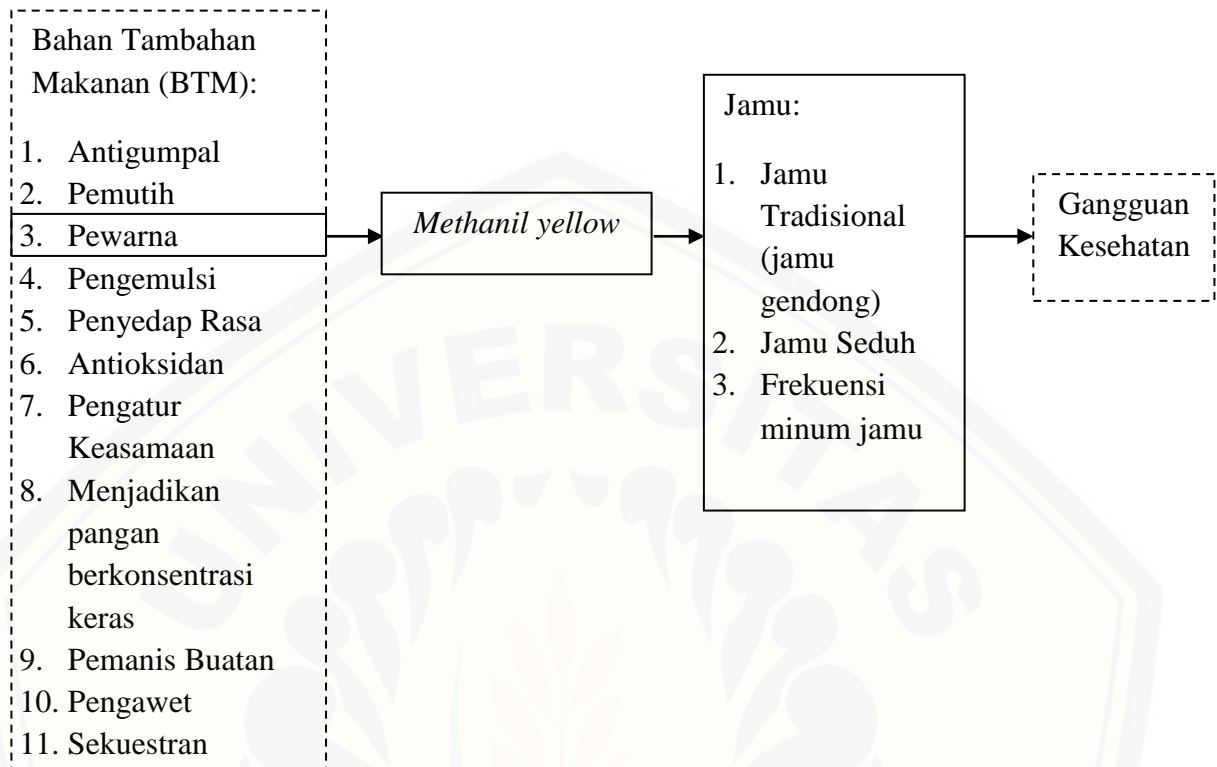 Bahan Tambahan
Makanan (BTM):
1. Antigumpal
2. Pemutih
3. Pewarna
4. Pengemulsi
5. Penyedap Rasa
6. Antioksidan
7. Pengatur
Keasamaan
8. Menjadikan
pangan
berkonsentrasi
keras
9. Pemanis Buatan
10. Pengawet
11. Sekuestran
Methanil yellow
Jamu:
1. Jamu
Tradisional
(jamu
gendong)
2. Jamu Seduh
3. Frekuensi
minum jamu
Gangguan
Kesehatan
UNIVERSITAS